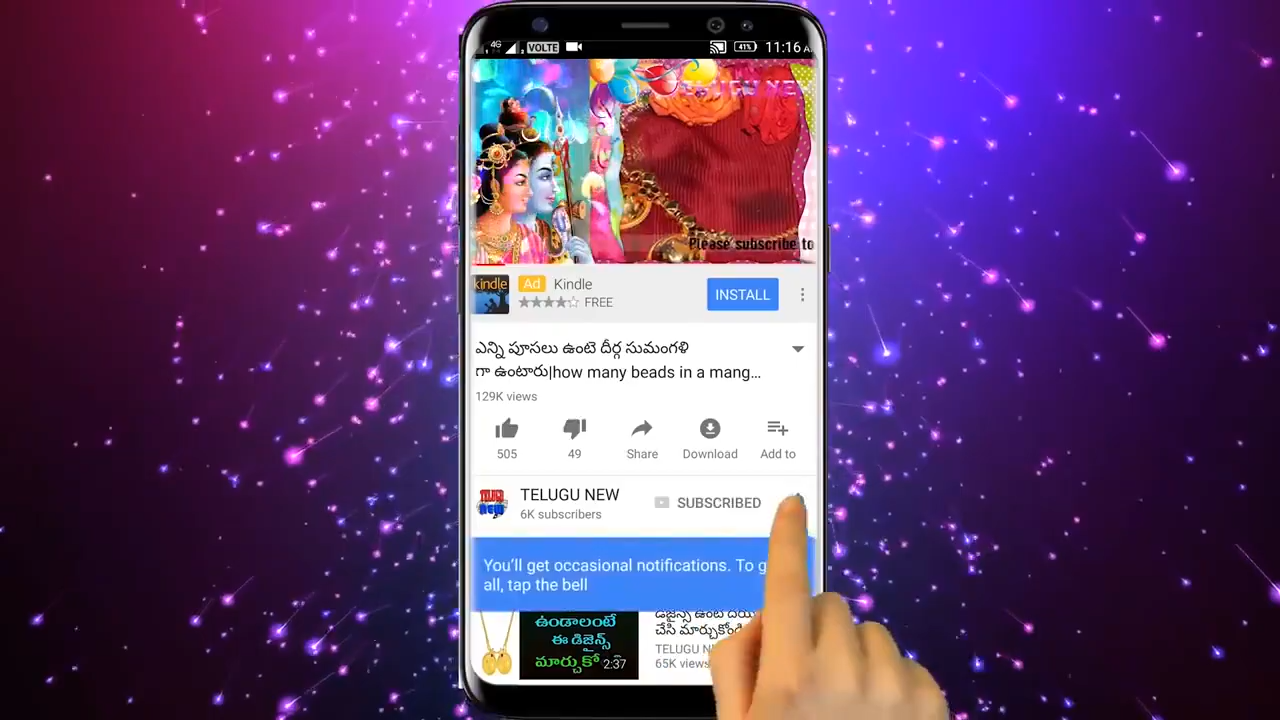 4G
VOLTE
41%
11:16
TELUGU NEW
Please subscribe to
kindle
Ad Kindle
FREE
INSTALL
ఎన్ని పూసలు ఉంటె దీర్గ సుమంగళి
గా ఉంటారు|how many beads in a mang...
129K views
505
49
Share
Download
Add to
TELUGU NEW
SUBSCRIBED
6K subscribers
You'll get occasional notifications. To
all, tap the bell
ఉండాలంటే
ఈ డిజైన్స్
మార్చుకో
2:37
డిజైన్స్ ఉంటే
చేసి మార్చుకోండి
TELUGU
65K views